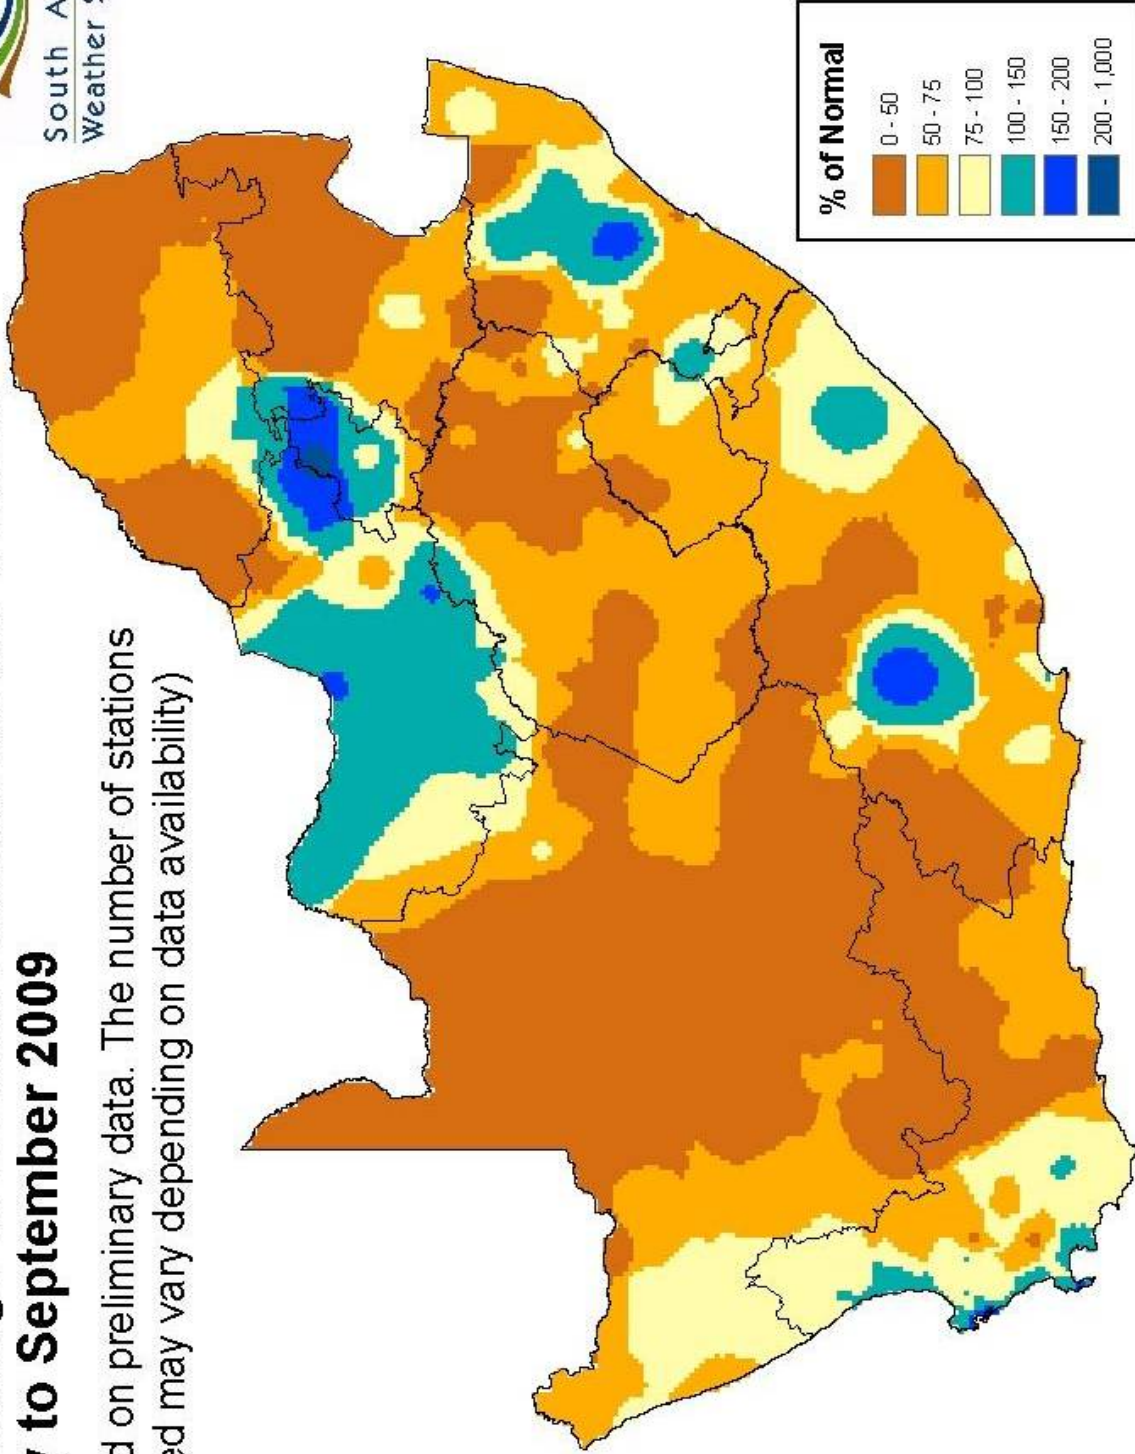 South A
Weather S
to September 2009
on preliminary data. The number of stations
may vary depending on data availability)
% of Normal
0 - 50
50 - 75
75 - 100
100 - 150
150 - 200
200 - 1,000